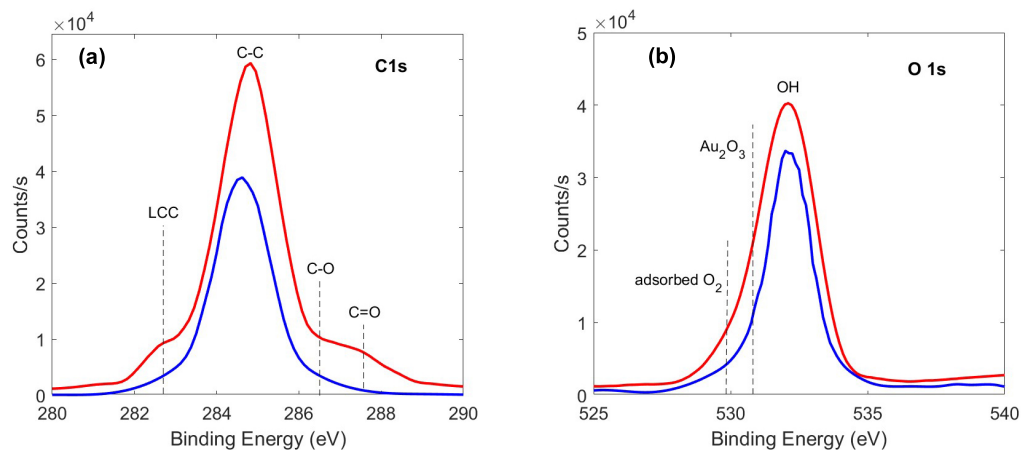 ×10⁴
(a)
C-C
C1s
LCC
C-O
C=O
6
5
4
3
2
1
0
Counts/s
280
282
284
286
288
290
Binding Energy (eV)
×10⁴
(b)
O 1s
OH
Au₂O₃
adsorbed O₂
5
4
3
2
1
0
Counts/s
525
530
535
540
Binding Energy (eV)